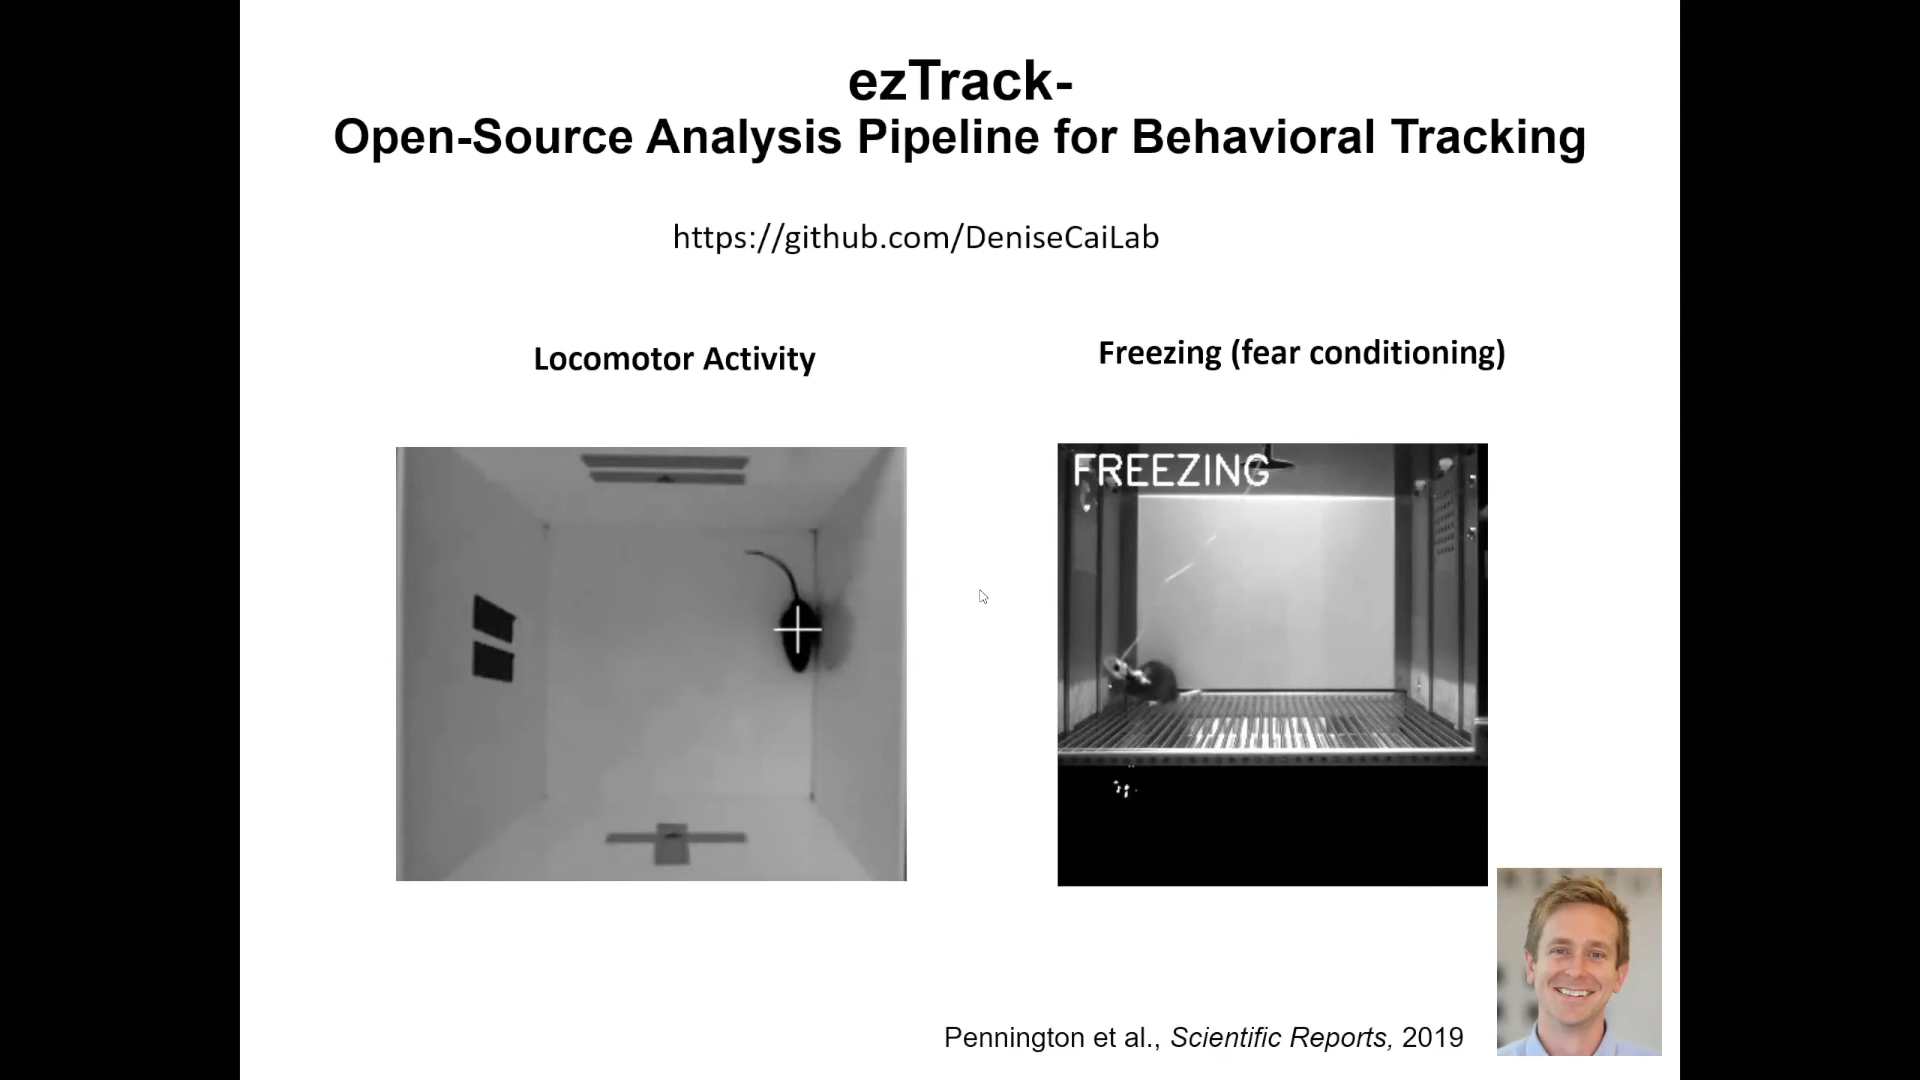 ezTrack-
Open-Source Analysis Pipeline for Behavioral Tracking
https://github.com/DeniseCaiLab
Locomotor Activity
Freezing (fear conditioning)
FREEZING
Pennington et al., Scientific Reports, 2019